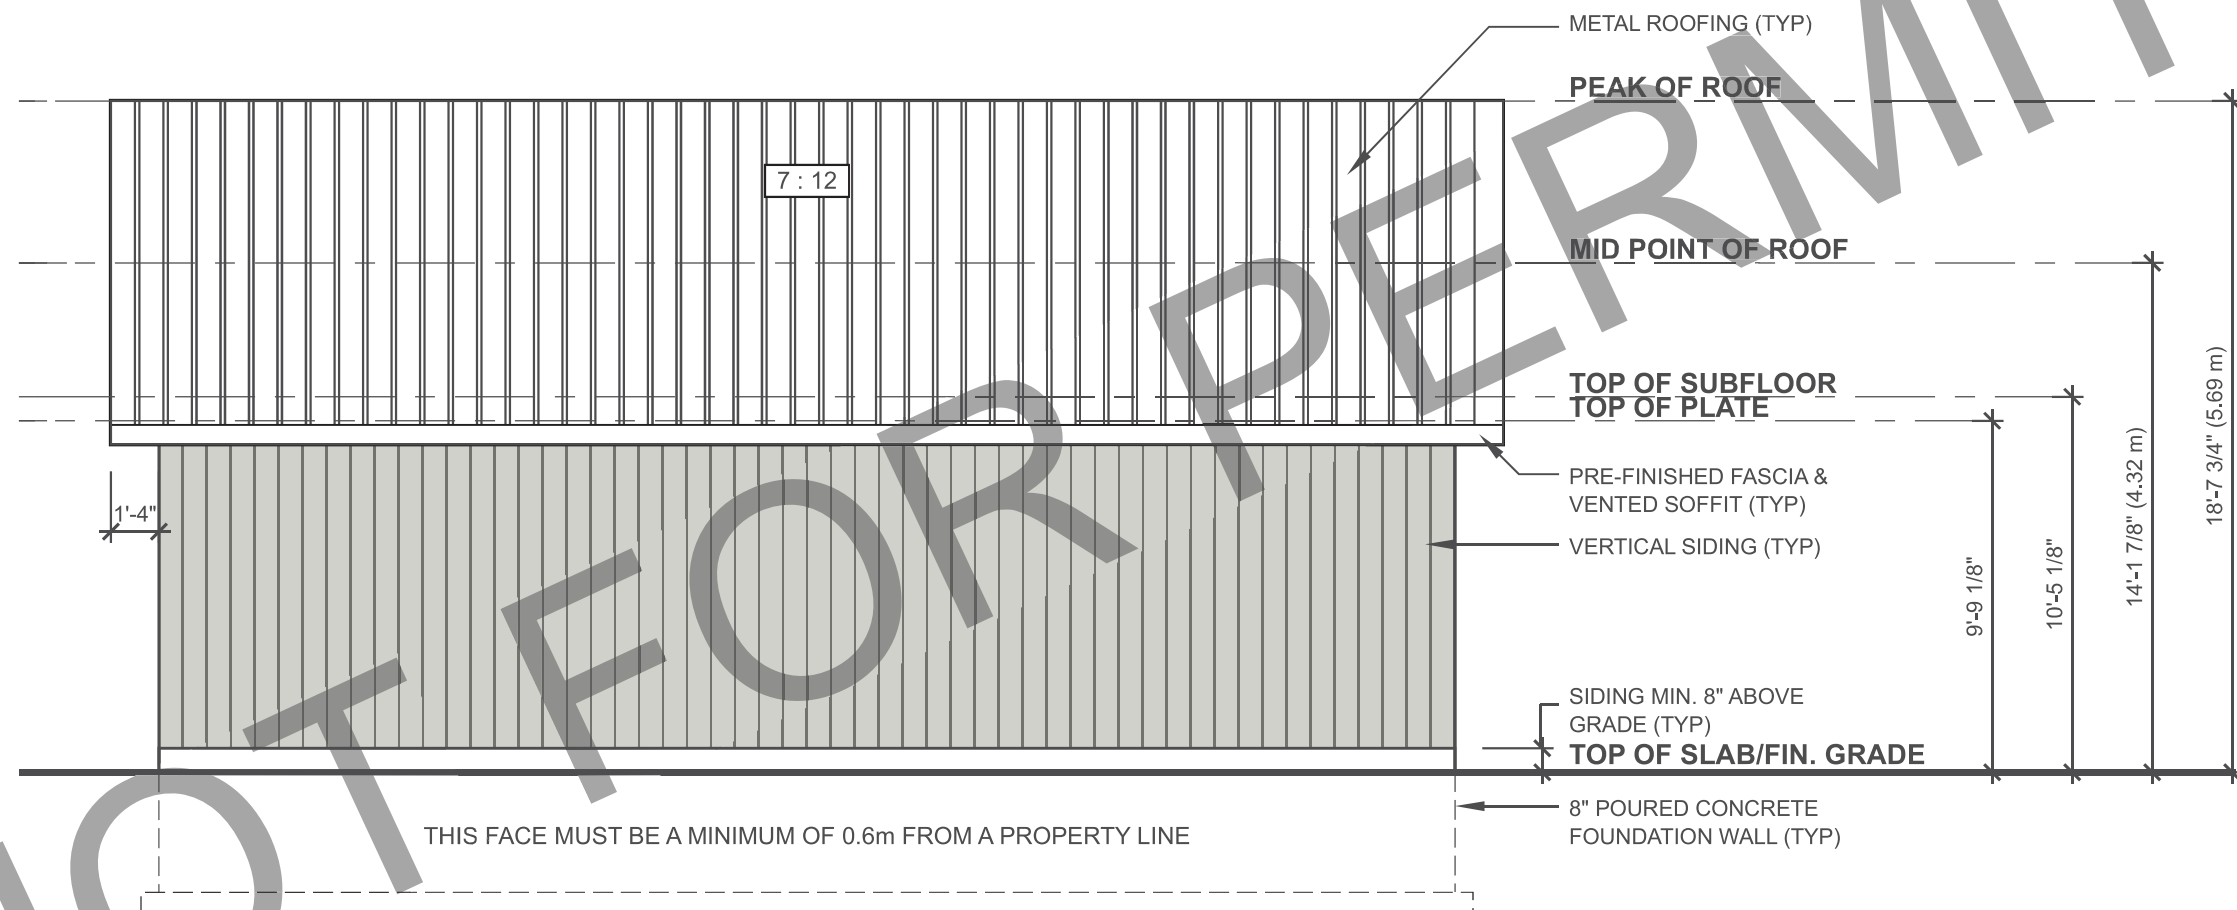 METAL ROOFING (TYP)
PEAK OF ROOF
7 : 12
MID POINT OF ROOF
TOP OF SUBFLOOR
TOP OF PLATE
PRE-FINISHED FASCIA &
VENTED SOFFIT (TYP)
1'-4"
VERTICAL SIDING (TYP)
9'-9 1/8"
10'-5 1/8"
14'-1 7/8" (4.32 m)
18'-7 3/4" (5.69 m)
SIDING MIN. 8" ABOVE
GRADE (TYP)
TOP OF SLAB/FIN. GRADE
8" POURED CONCRETE
FOUNDATION WALL (TYP)
THIS FACE MUST BE A MINIMUM OF 0.6m FROM A PROPERTY LINE
NOT FOR PERMIT